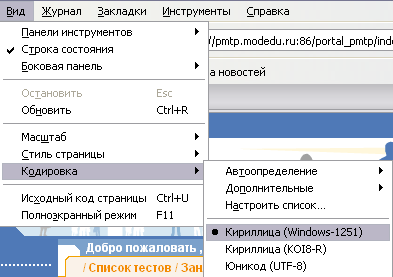 Вид Журнал Закладки Инструменты Справка
Панели инструментов
Строка состояния
Боковая панель
Остановить Esc
Обновить Ctrl+R
Масштаб
Стиль страницы
Кодировка
Исходный код страницы Ctrl+U
Полноэкранный режим F11
//pmtp.modedu.ru:86/portal_pmtp/inde
а новостей
Автоопределение
Дополнительные
Настроить список...
Кириллица (Windows-1251)
Кириллица (KOI8-R)
Юникод (UTF-8)
Добро пожаловать ,
/ Список тестов / Зан